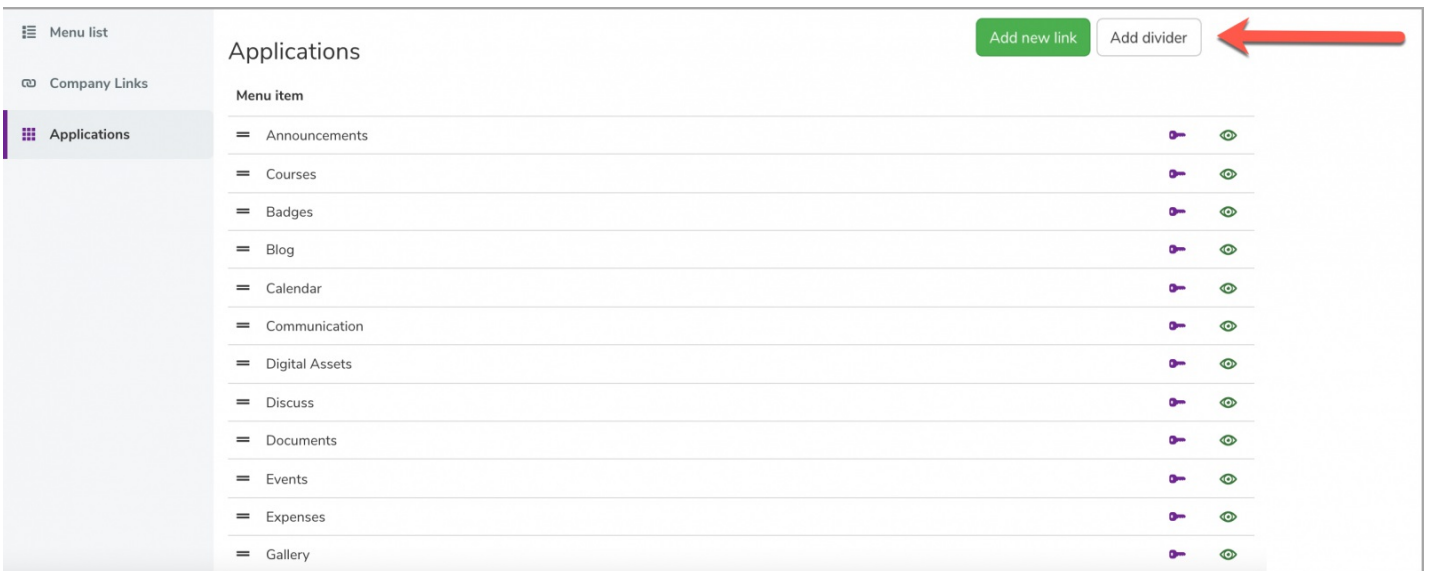 Menu list
Company Links
Applications
Applications
Add new link
Add divider
Menu item
Announcements
Courses
Badges
Blog
Calendar
Communication
Digital Assets
Discuss
Documents
Events
Expenses
Gallery